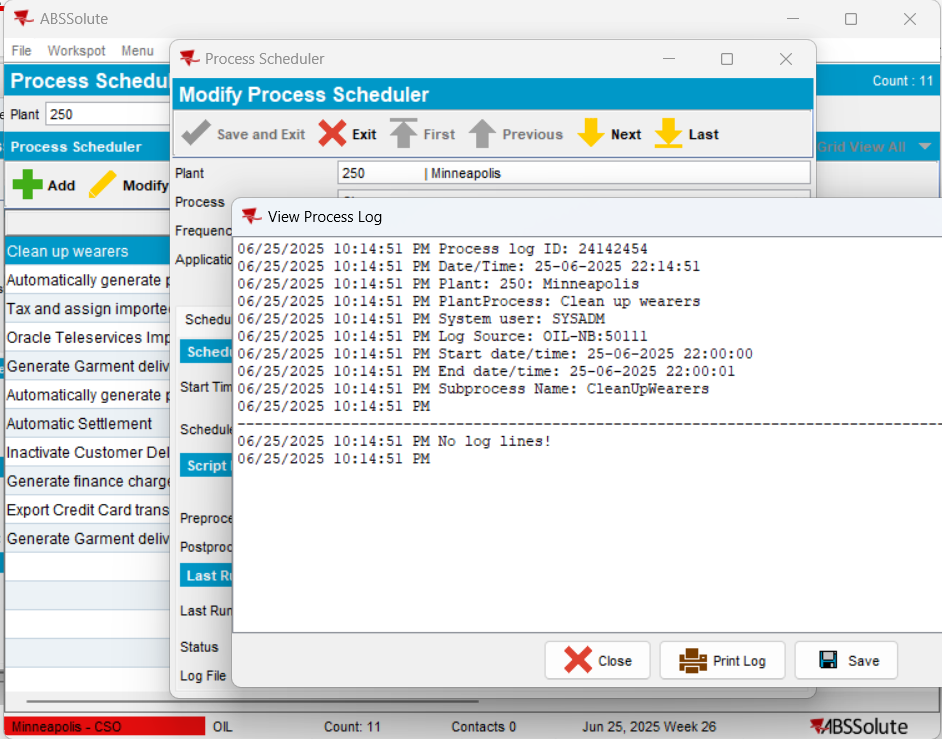 ABSSolute
File Workspot Menu
Process Schedul
Count : 11
Plant 250
Process Scheduler
Grid View All
Add Modify
Clean up wearers
Automatically generate p
Tax and assign importe
Oracle Teleservices Imp
Generate Garment deliv
Automatically generate p
Automatic Settlement
Inactivate Customer Del
Generate finance charge
Export Credit Card trans
Generate Garment deliv
Process Scheduler
Modify Process Scheduler
Save and Exit Exit First Previous Next Last
Plant 250 | Minneapolis
Process
Frequenc
Applicatio
Schedu
Schedu
Start Tim
Schedule
Script
Preproce
Postproc
Last Ru
Last Run
Status
Log File
View Process Log
06/25/2025 10:14:51 PM Process log ID: 24142454
06/25/2025 10:14:51 PM Date/Time: 25-06-2025 22:14:51
06/25/2025 10:14:51 PM Plant: 250: Minneapolis
06/25/2025 10:14:51 PM PlantProcess: Clean up wearers
06/25/2025 10:14:51 PM System user: SYSADM
06/25/2025 10:14:51 PM Log Source: OIL-NB:50111
06/25/2025 10:14:51 PM Start date/time: 25-06-2025 22:00:00
06/25/2025 10:14:51 PM End date/time: 25-06-2025 22:00:01
06/25/2025 10:14:51 PM Subprocess Name: CleanUpWearers
06/25/2025 10:14:51 PM
--------------------------------------------------------------------------------
06/25/2025 10:14:51 PM No log lines!
06/25/2025 10:14:51 PM
Close Print Log Save
Minneapolis - CSO OIL Count: 11 Contacts 0 Jun 25, 2025 Week 26 ABSSolute